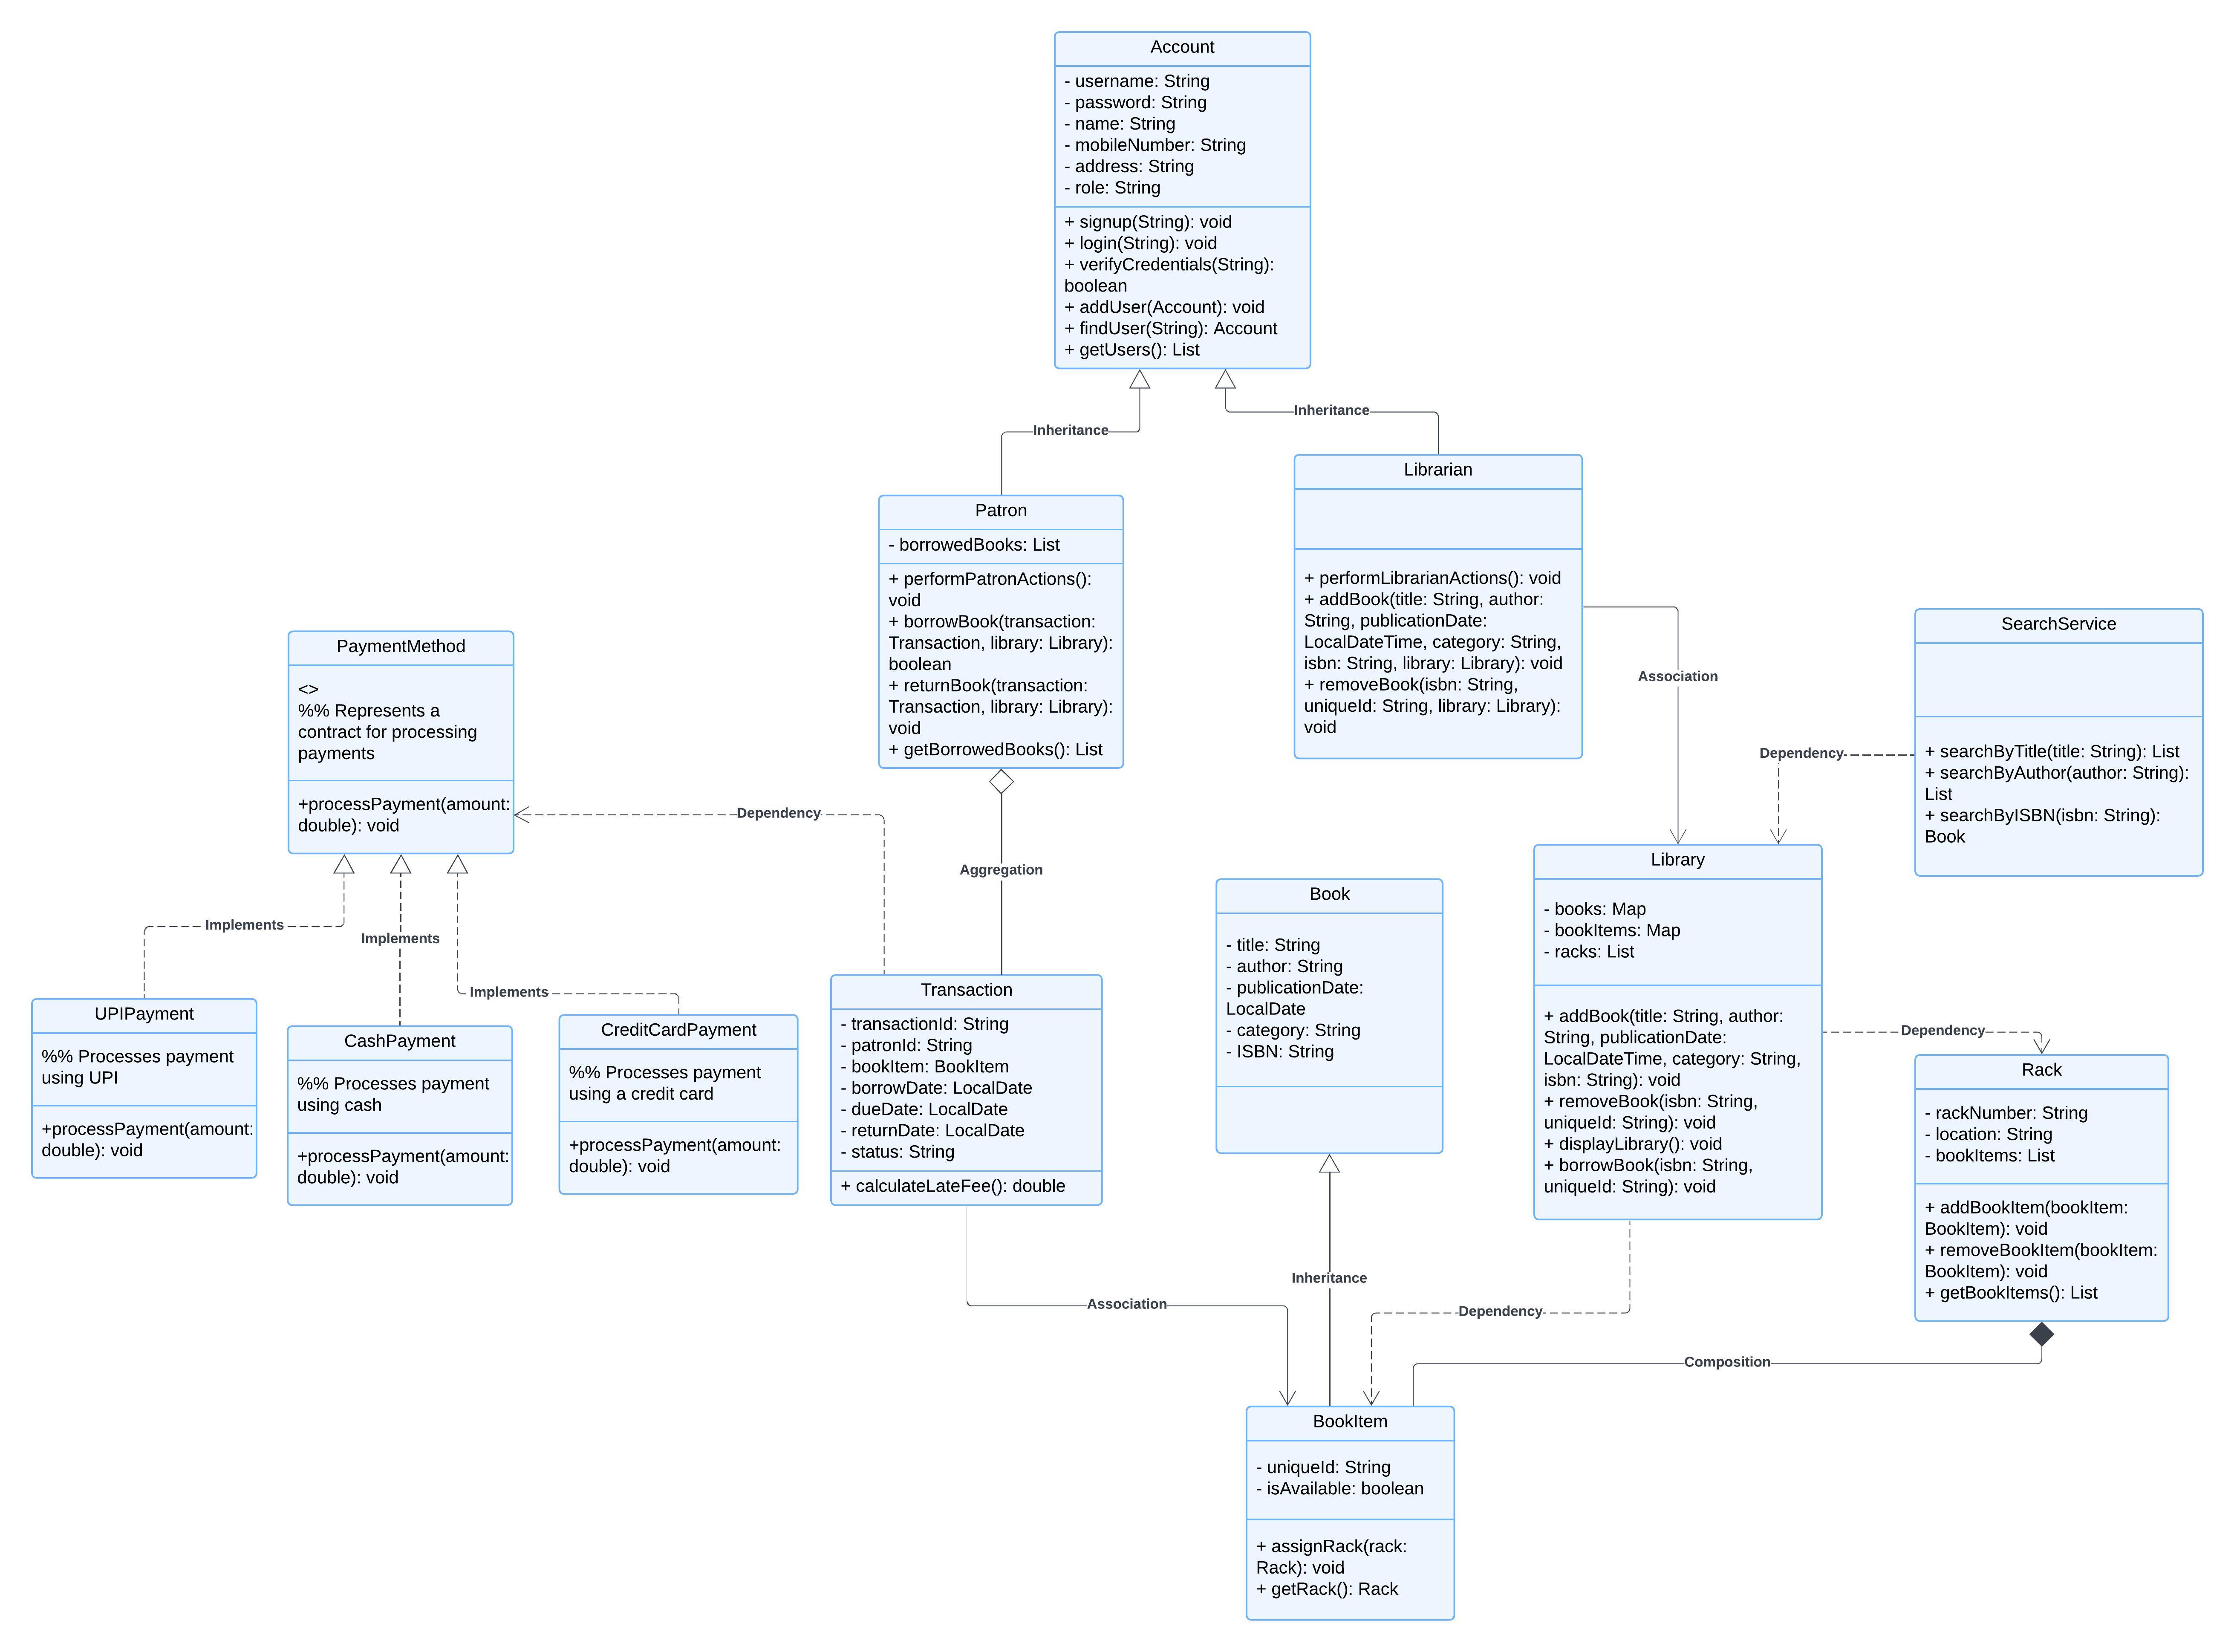 Account
- username: String
- password: String
- name: String
- mobileNumber: String
- address: String
- role: String
+ signup(String): void
+ login(String): void
+ verifyCredentials(String):
boolean
+ addUser(Account): void
+ findUser(String): Account
+ getUsers(): List
Inheritance
Inheritance
Patron
- borrowedBooks: List
+ performPatronActions():
void
+ borrowBook(transaction:
Transaction, library: Library):
boolean
+ returnBook(transaction:
Transaction, library: Library):
void
+ getBorrowedBooks(): List
Librarian
+ performLibrarianActions(): void
+ addBook(title: String, author:
String, publicationDate:
LocalDateTime, category: String,
isbn: String, library: Library): void
+ removeBook(isbn: String,
uniqueId: String, library: Library):
void
Association
SearchService
+ searchByTitle(title: String): List
+ searchByAuthor(author: String):
List
+ searchByISBN(isbn: String):
Book
Dependency
PaymentMethod
<>
%% Represents a
contract for processing
payments
+processPayment(amount:
double): void
Dependency
Aggregation
Implements
Implements
Implements
UPIPayment
%% Processes payment
using UPI
+processPayment(amount:
double): void
CashPayment
%% Processes payment
using cash
+processPayment(amount:
double): void
CreditCardPayment
%% Processes payment
using a credit card
+processPayment(amount:
double): void
Transaction
- transactionId: String
- patronId: String
- bookItem: BookItem
- borrowDate: LocalDate
- dueDate: LocalDate
- returnDate: LocalDate
- status: String
+ calculateLateFee(): double
Book
- title: String
- author: String
- publicationDate:
LocalDate
- category: String
- ISBN: String
Library
- books: Map
- bookItems: Map
- racks: List
+ addBook(title: String, author:
String, publicationDate:
LocalDateTime, category: String,
isbn: String): void
+ removeBook(isbn: String,
uniqueId: String): void
+ displayLibrary(): void
+ borrowBook(isbn: String,
uniqueId: String): void
Dependency
Rack
- rackNumber: String
- location: String
- bookItems: List
+ addBookItem(bookItem:
BookItem): void
+ removeBookItem(bookItem:
BookItem): void
+ getBookItems(): List
Association
Inheritance
Dependency
Composition
BookItem
- uniqueId: String
- isAvailable: boolean
+ assignRack(rack:
Rack): void
+ getRack(): Rack